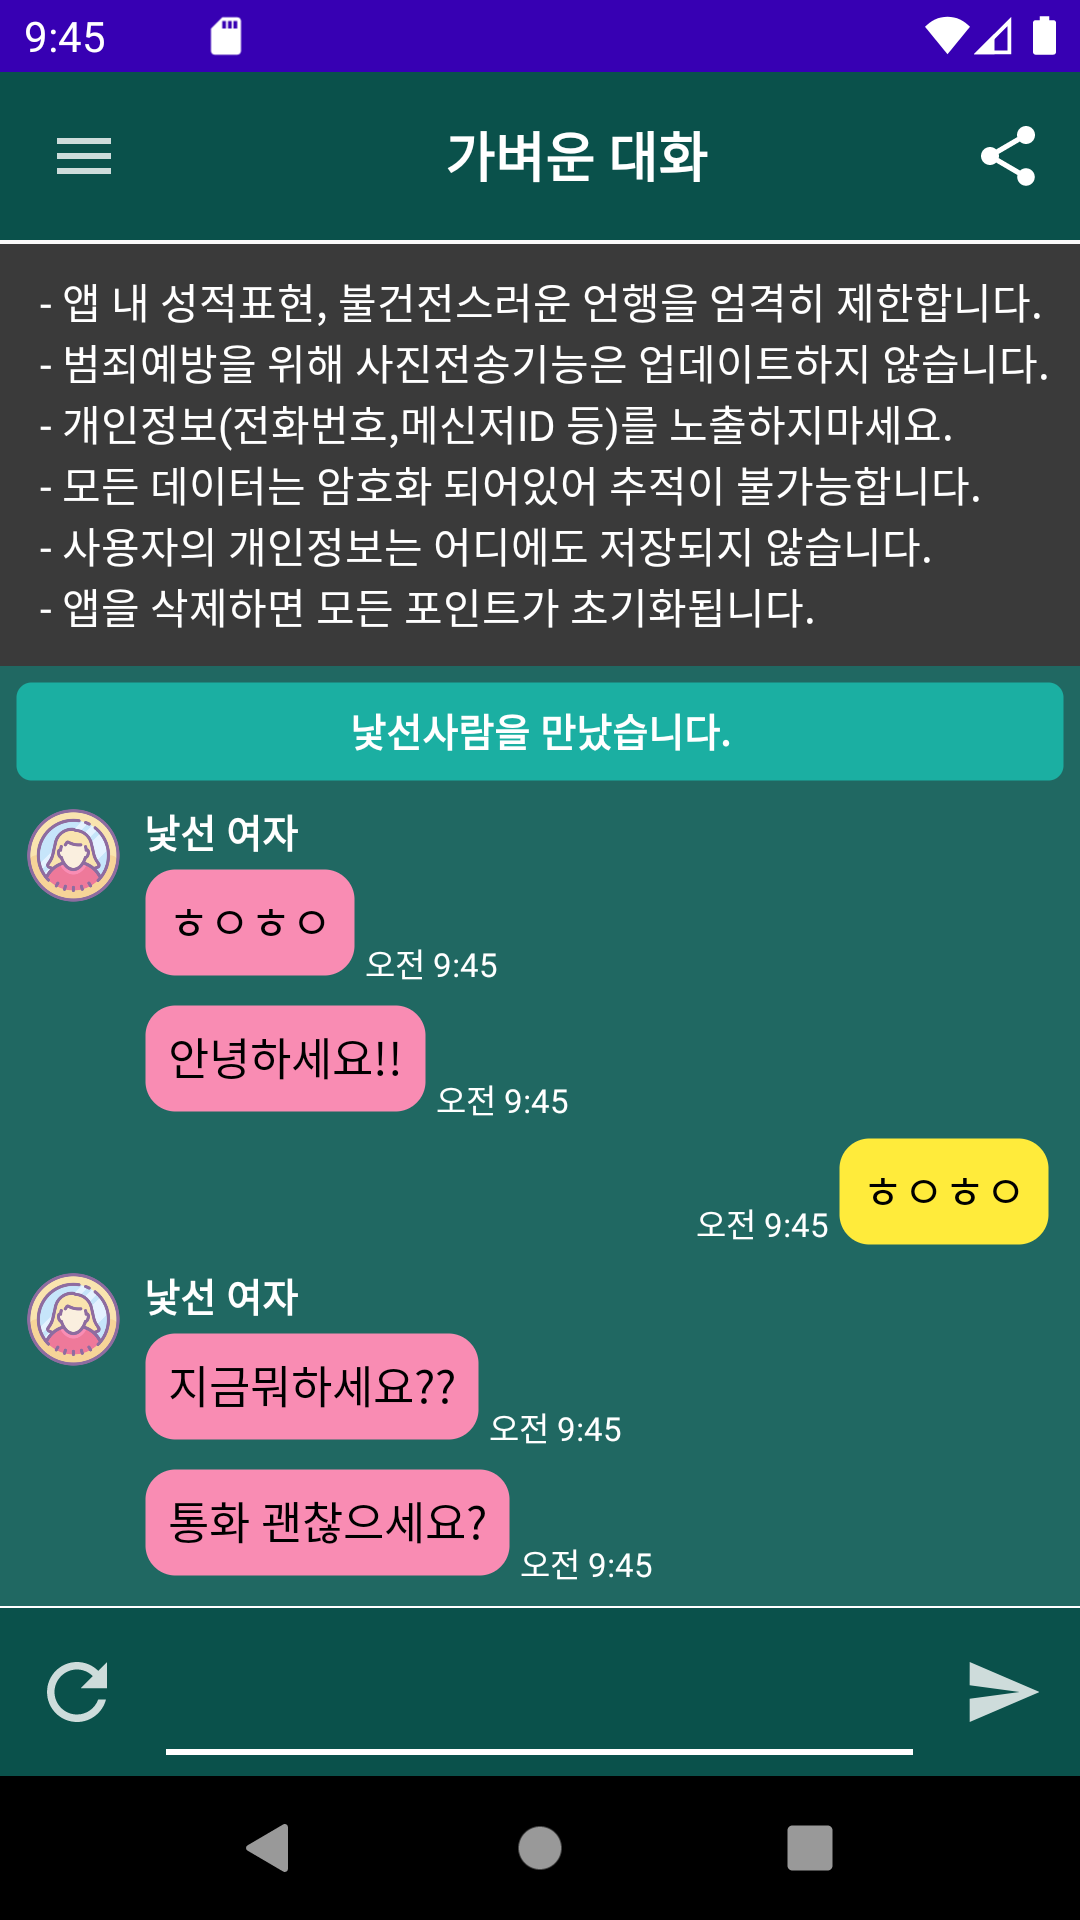 9:45
가벼운 대화
- 앱 내 성적표현, 불건전스러운 언행을 엄격히 제한합니다.
- 범죄예방을 위해 사진전송기능은 업데이트하지 않습니다.
- 개인정보(전화번호,메신저ID 등)를 노출하지마세요.
- 모든 데이터는 암호화 되어있어 추적이 불가능합니다.
- 사용자의 개인정보는 어디에도 저장되지 않습니다.
- 앱을 삭제하면 모든 포인트가 초기화됩니다.
낯선사람을 만났습니다.
낯선 여자
ㅎㅇㅎㅇ
오전 9:45
안녕하세요!!
오전 9:45
ㅎㅇㅎㅇ
오전 9:45
낯선 여자
지금뭐하세요??
오전 9:45
통화 괜찮으세요?
오전 9:45